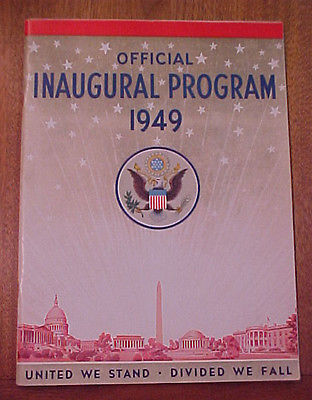 OFFICIAL
INAUGURAL PROGRAM
1949
UNITED WE STAND · DIVIDED WE FALL